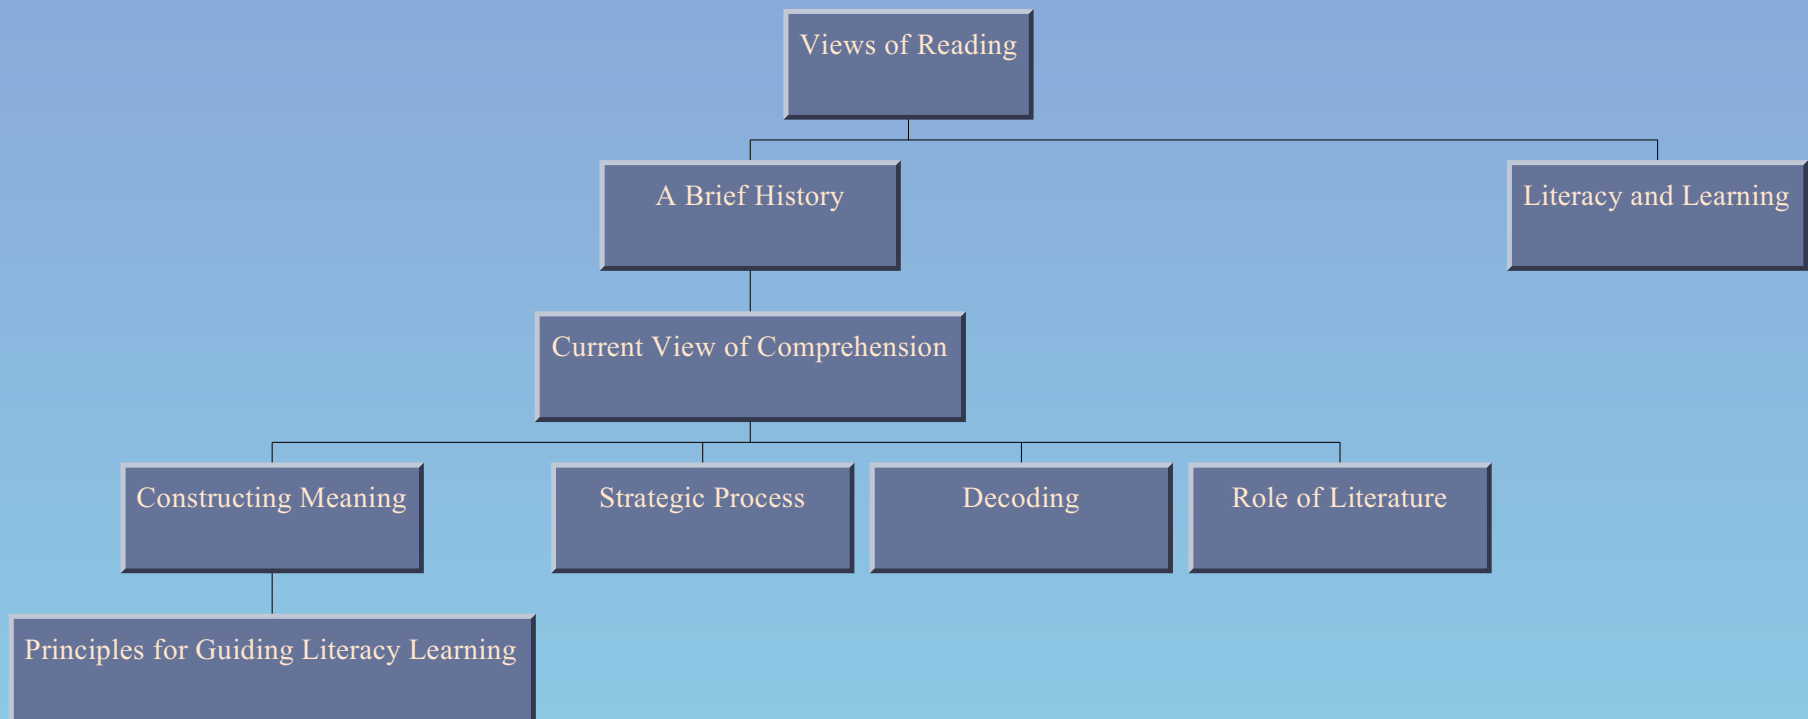 Views of Reading
A Brief History
Literacy and Learning
Current View of Comprehension
Constructing Meaning
Strategic Process
Decoding
Role of Literature
Principles for Guiding Literacy Learning